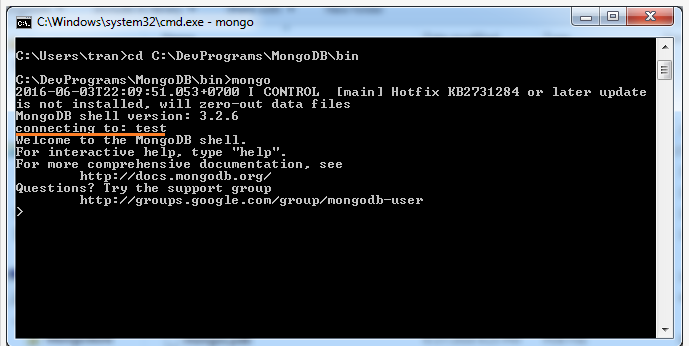 C:\Windows\system32\cmd.exe - mongo
C:\Users\tran>cd C:\DevPrograms\MongoDB\bin
C:\DevPrograms\MongoDB\bin>mongo
2016-06-03T22:09:51.053+0700 I CONTROL  [main] Hotfix KB2731284 or later update
is not installed, will zero-out data files
MongoDB shell version: 3.2.6
connecting to: test
Welcome to the MongoDB shell.
For interactive help, type "help".
For more comprehensive documentation, see
        http://docs.mongodb.org/
Questions? Try the support group
        http://groups.google.com/group/mongodb-user
>